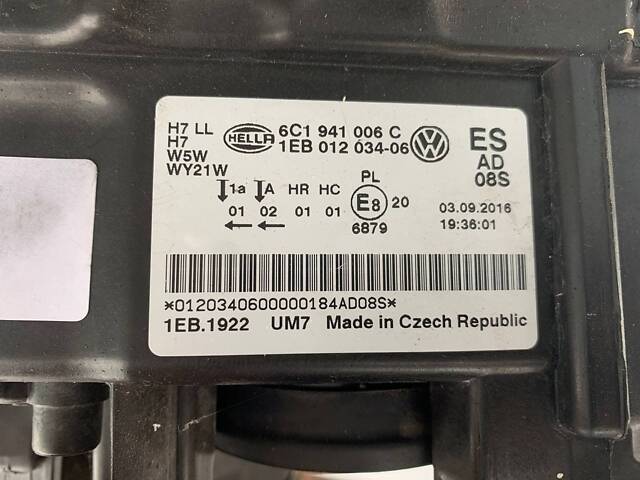 H7 LL
H7
W5W
WY21W
HELLA
6C1 941 006 C
1EB 012 034-06
ES
AD
08S
1a A HR HC PL
01 02 01 01 E8 20
6879
03.09.2016
19:36:01
*0120340600000184AD08S*
1EB.1922 UM7 Made in Czech Republic